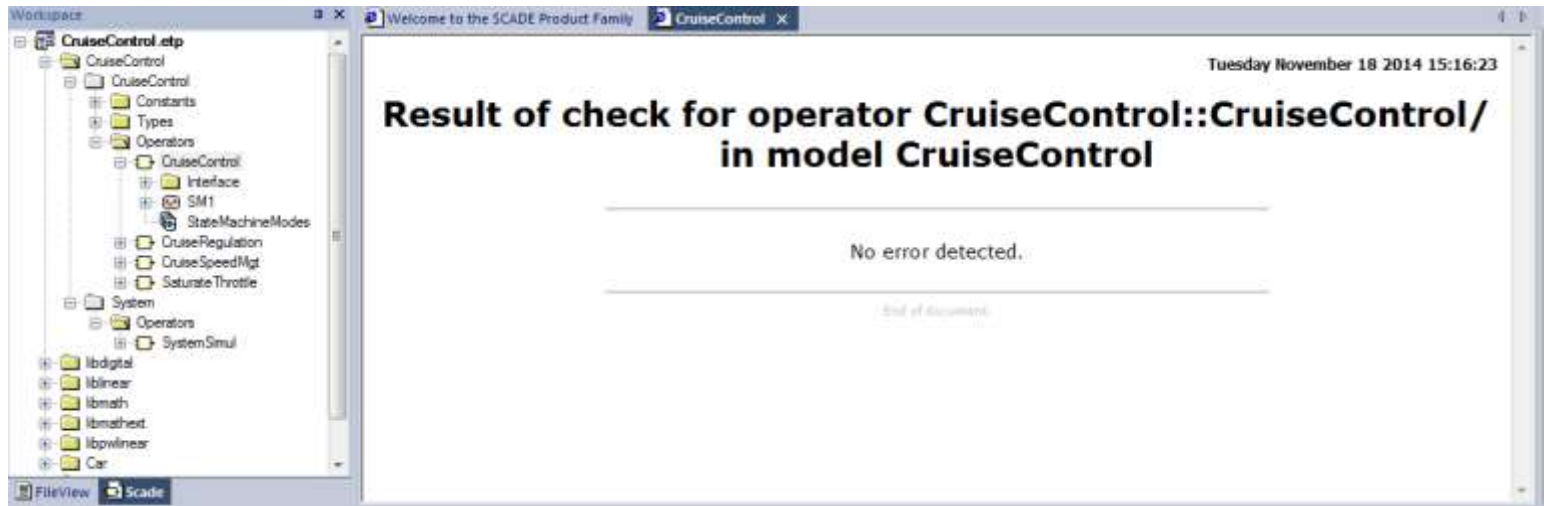 Workspace
CruiseControl.etp
CruiseControl
CruiseControl
Constants
Types
Operators
CruiseControl
Interface
SM1
StateMachineModes
CruiseRegulation
CruiseSpeedMgt
SaturateThrottle
System
Operators
SystemSimul
libdigital
liblinear
libmath
libmathext
libpwlinear
Car
FileView Scade
Welcome to the SCADE Product Family CruiseControl
Tuesday November 18 2014 15:16:23
Result of check for operator CruiseControl::CruiseControl/
in model CruiseControl
No error detected.
End of document.